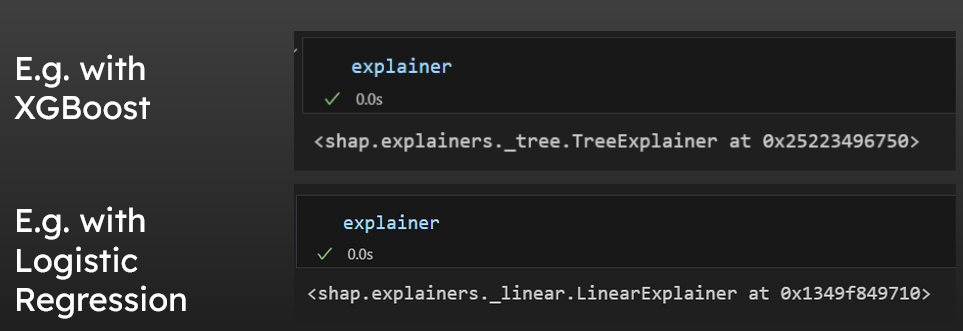 E.g. with
XGBoost
explainer
0.0s
<shap.explainers._tree.TreeExplainer at 0x25223496750>
E.g. with
Logistic
Regression
explainer
0.0s
<shap.explainers._linear.LinearExplainer at 0x1349f849710>